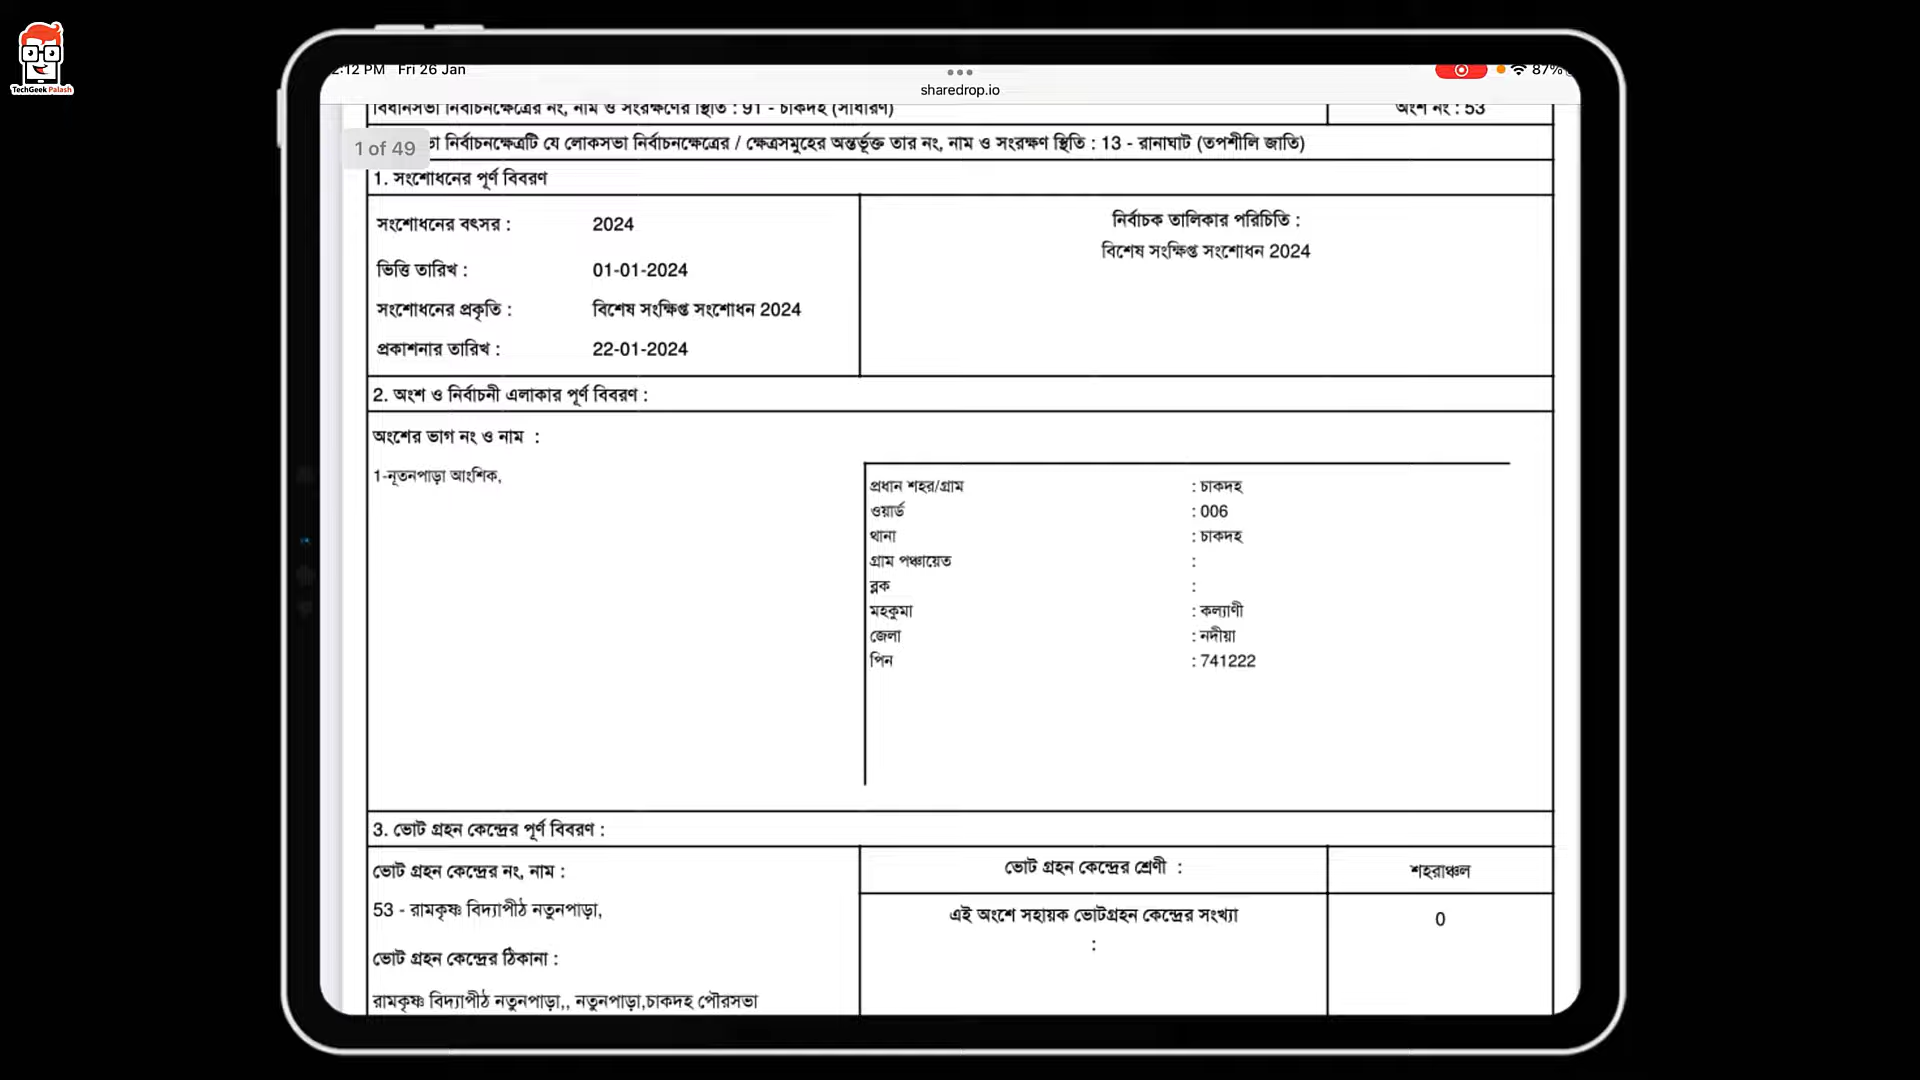 TechGeek Palash
2:12 PM Fri 26 Jan
87%
sharedrop.io
বিধানসভা নির্বাচনক্ষেত্রের নং, নাম ও সংরক্ষণের স্থিতি : 91 - চাকদহ (সাধারণ) অংশ নং : 53
1 of 49
ভা নির্বাচনক্ষেত্রটি যে লোকসভা নির্বাচনক্ষেত্রের / ক্ষেত্রসমুহের অন্তর্ভূক্ত তার নং, নাম ও সংরক্ষণ স্থিতি : 13 - রানাঘাট (তপশীলি জাতি)
1. সংশোধনের পূর্ণ বিবরণ
সংশোধনের বৎসর : 2024
ভিত্তি তারিখ : 01-01-2024
সংশোধনের প্রকৃতি : বিশেষ সংক্ষিপ্ত সংশোধন 2024
প্রকাশনার তারিখ : 22-01-2024
নির্বাচক তালিকার পরিচিতি :
বিশেষ সংক্ষিপ্ত সংশোধন 2024
2. অংশ ও নির্বাচনী এলাকার পূর্ণ বিবরণ :
অংশের ভাগ নং ও নাম :
1-নূতনপাড়া আংশিক,
প্রধান শহর/গ্রাম : চাকদহ
ওয়ার্ড : 006
থানা : চাকদহ
গ্রাম পঞ্চায়েত :
ব্লক :
মহকুমা : কল্যাণী
জেলা : নদীয়া
পিন : 741222
3. ভোট গ্রহন কেন্দ্রের পূর্ণ বিবরণ :
ভোট গ্রহন কেন্দ্রের নং, নাম :
53 - রামকৃষ্ণ বিদ্যাপীঠ নতুনপাড়া,
ভোট গ্রহন কেন্দ্রের ঠিকানা :
রামকৃষ্ণ বিদ্যাপীঠ নতুনপাড়া,, নতুনপাড়া,চাকদহ পৌরসভা
ভোট গ্রহন কেন্দ্রের শ্রেণী : শহরাঞ্চল
এই অংশে সহায়ক ভোটগ্রহন কেন্দ্রের সংখ্যা : 0